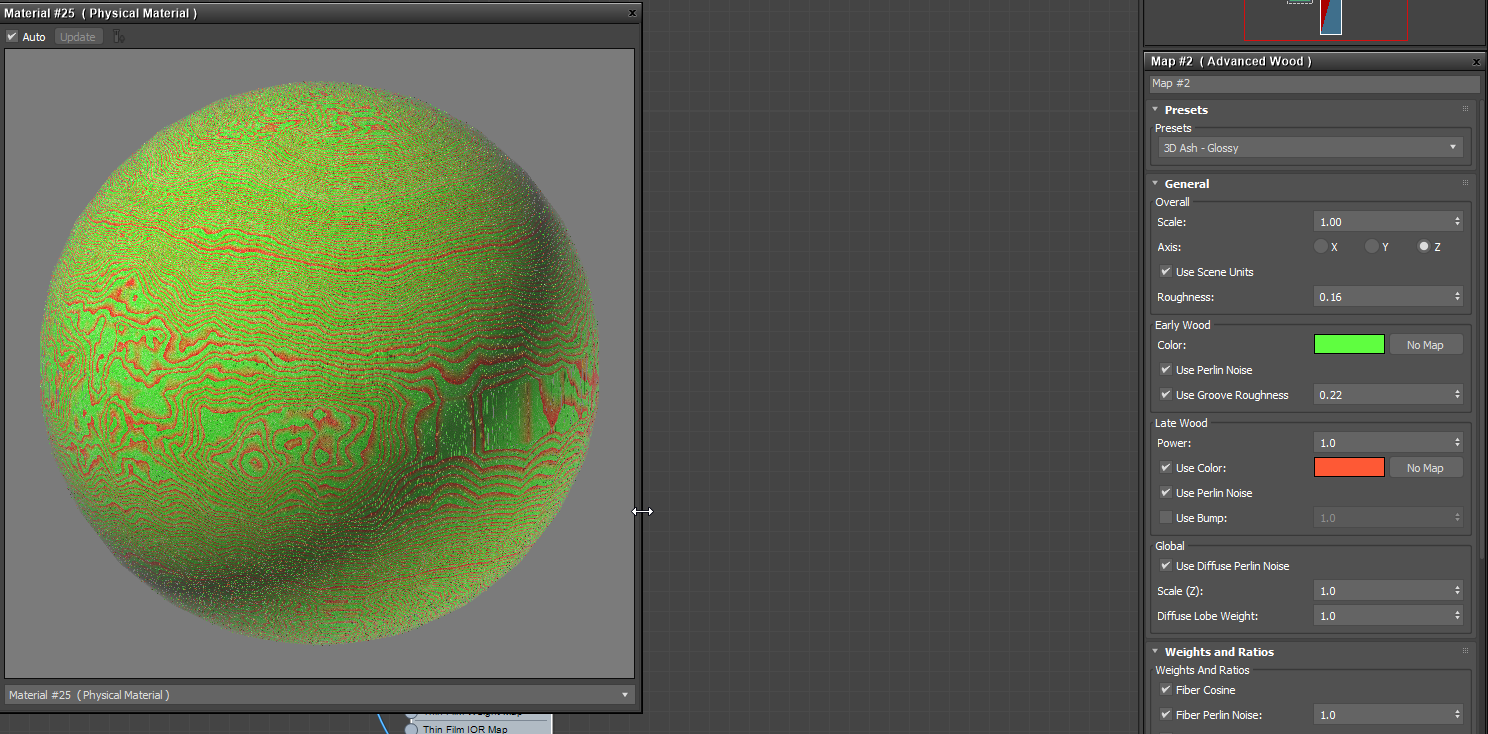 Material #25 ( Physical Material )
x
Auto
Update
Material #25 ( Physical Material )
Thin Film IOR Map
Map #2 ( Advanced Wood )
x
Map #2
Presets
Presets
3D Ash - Glossy
General
Overall
Scale: 1.00
Axis: X Y Z
Use Scene Units
Roughness: 0.16
Early Wood
Color: No Map
Use Perlin Noise
Use Groove Roughness 0.22
Late Wood
Power: 1.0
Use Color: No Map
Use Perlin Noise
Use Bump: 1.0
Global
Use Diffuse Perlin Noise
Scale (Z): 1.0
Diffuse Lobe Weight: 1.0
Weights and Ratios
Weights And Ratios
Fiber Cosine
Fiber Perlin Noise: 1.0